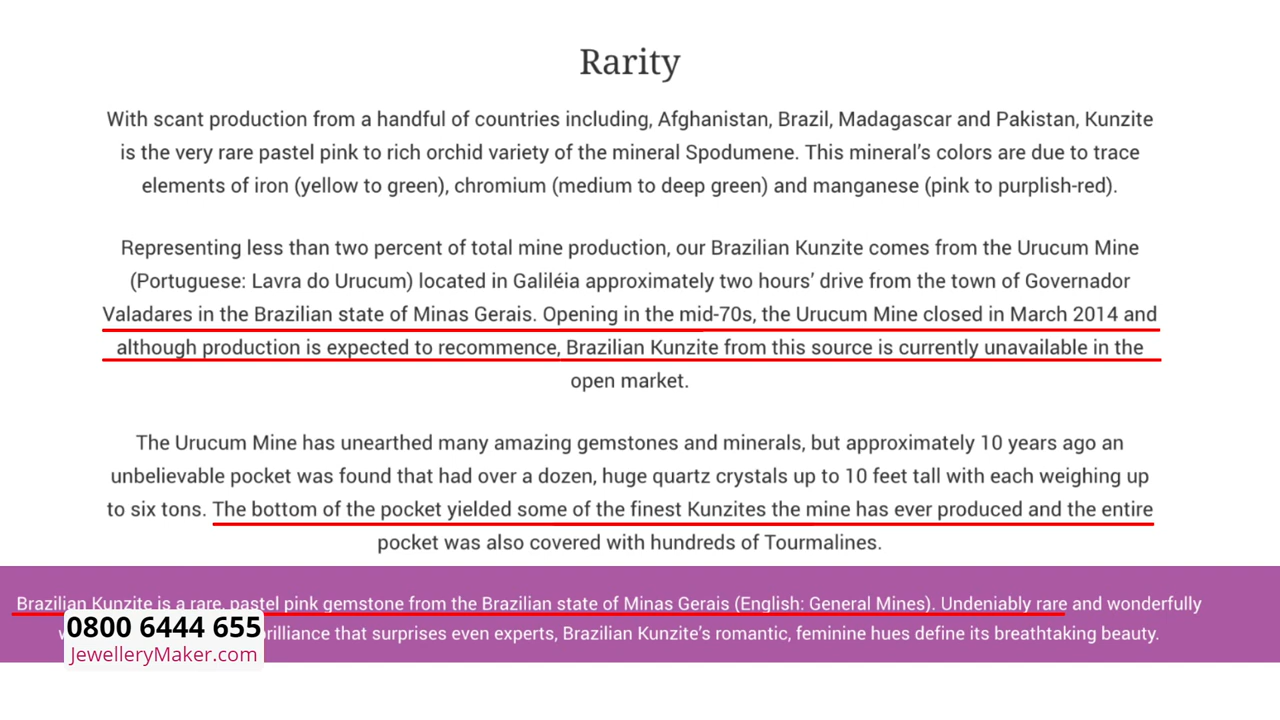 Rarity
With scant production from a handful of countries including, Afghanistan, Brazil, Madagascar and Pakistan, Kunzite
is the very rare pastel pink to rich orchid variety of the mineral Spodumene. This mineral's colors are due to trace
elements of iron (yellow to green), chromium (medium to deep green) and manganese (pink to purplish-red).
Representing less than two percent of total mine production, our Brazilian Kunzite comes from the Urucum Mine
(Portuguese: Lavra do Urucum) located in Galiléia approximately two hours' drive from the town of Governador
Valadares in the Brazilian state of Minas Gerais. Opening in the mid-70s, the Urucum Mine closed in March 2014 and
although production is expected to recommence, Brazilian Kunzite from this source is currently unavailable in the
open market.
The Urucum Mine has unearthed many amazing gemstones and minerals, but approximately 10 years ago an
unbelievable pocket was found that had over a dozen, huge quartz crystals up to 10 feet tall with each weighing up
to six tons. The bottom of the pocket yielded some of the finest Kunzites the mine has ever produced and the entire
pocket was also covered with hundreds of Tourmalines.
Brazilian Kunzite is a rare, pastel pink gemstone from the Brazilian state of Minas Gerais (English: General Mines). Undeniably rare and wonderfully
that surprises even experts, Brazilian Kunzite's romantic, feminine hues define its breathtaking beauty.
0800 6444 655
JewelleryMaker.com